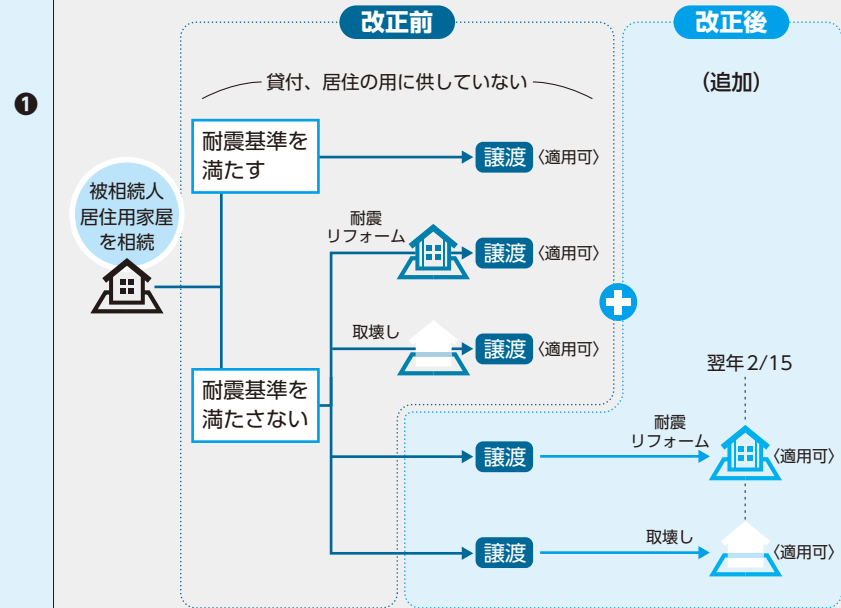 改正前
改正後
❶
貸付、居住の用に供していない
(追加)
耐震基準を
満たす
譲渡
〈適用可〉
被相続人
居住用家屋
を相続
耐震
リフォーム
譲渡
〈適用可〉
取壊し
譲渡
〈適用可〉
翌年2/15
耐震基準を
満たさない
譲渡
耐震
リフォーム
〈適用可〉
譲渡
取壊し
〈適用可〉